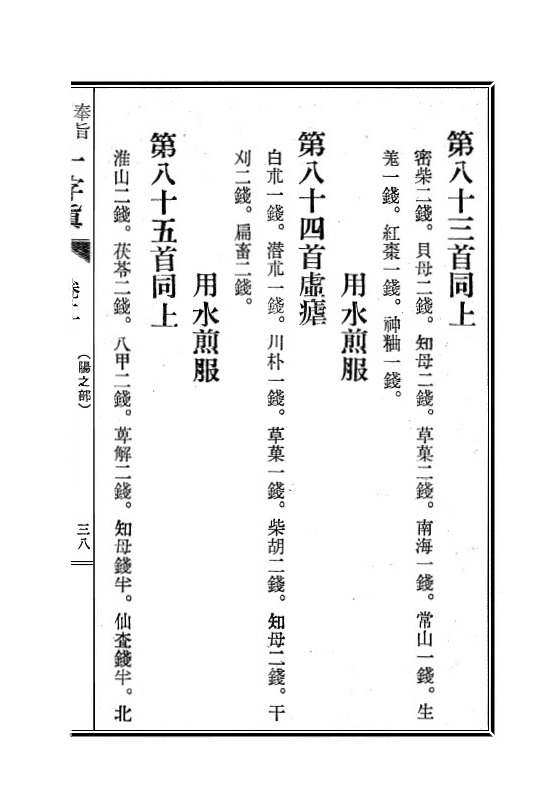 第八十三首同上
密柴二錢。貝母二錢。知母二錢。草菓二錢。南海一錢。常山一錢。生
羗一錢。紅棗一錢。神粬一錢。
用水煎服
第八十四首虛瘧
白朮一錢。潛朮一錢。川朴一錢。草菓一錢。柴胡二錢。知母二錢。干
刈二錢。扁畜二錢。
用水煎服
第八十五首同上
淮山二錢。茯苓二錢。八甲二錢。萆解二錢。知母錢半。仙查錢半。北
奉旨
(陽之部)
三八